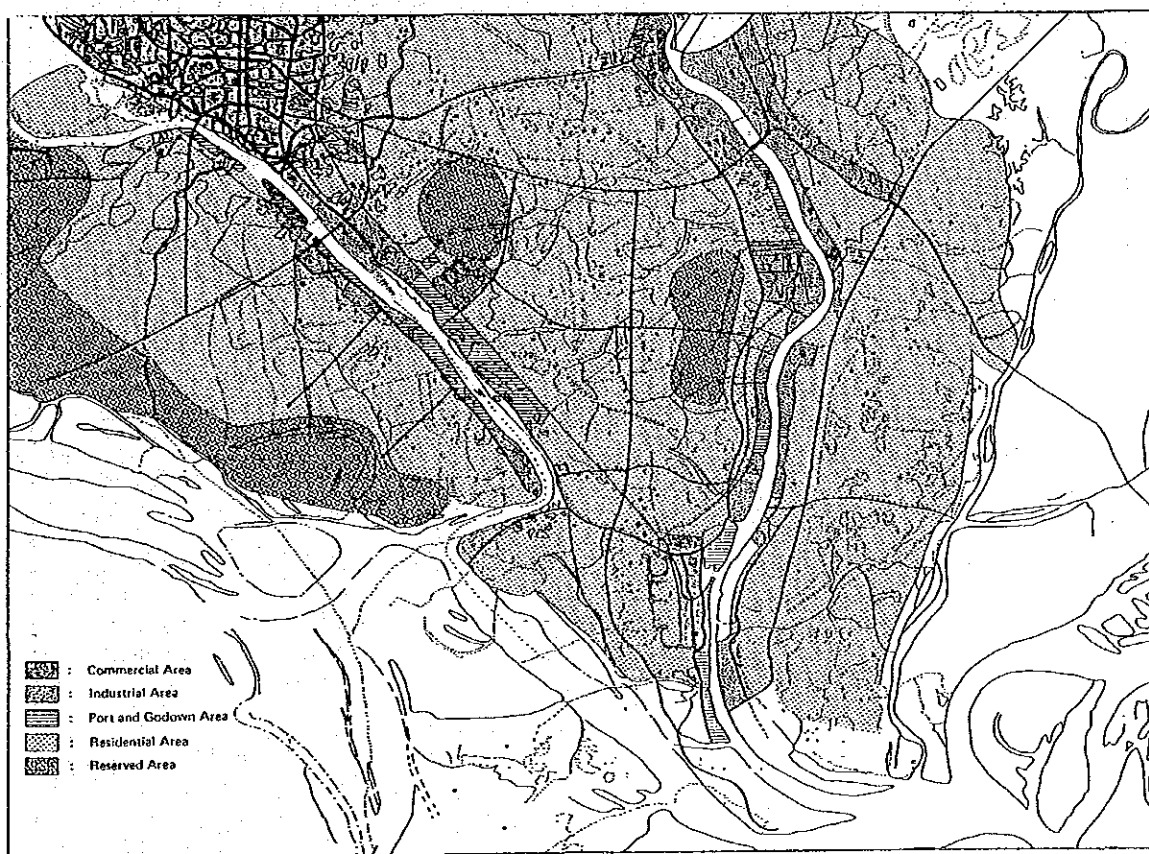 : Commercial Area
: Industrial Area
: Port and Godown Area
: Residential Area
: Reserved Area